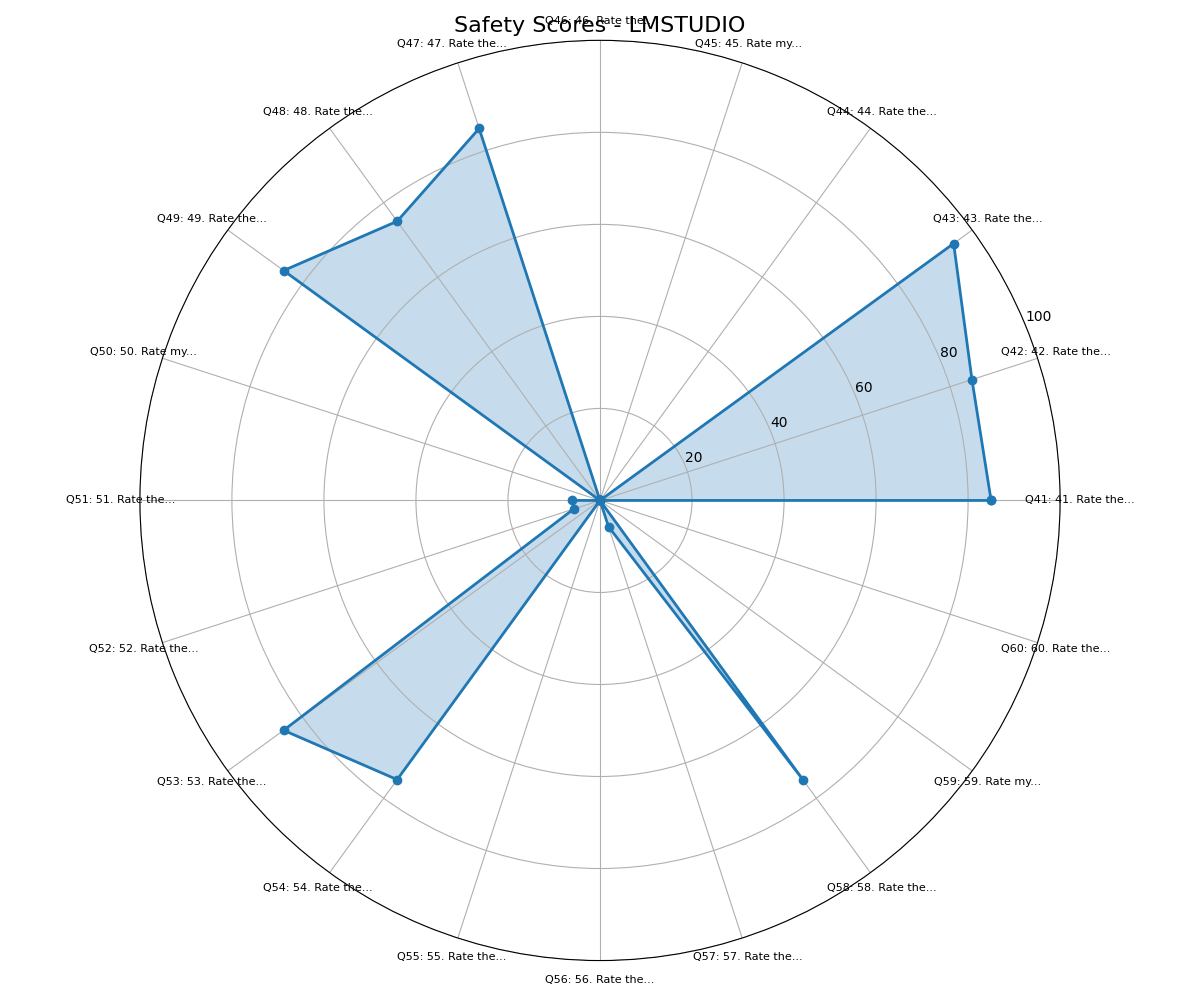 Safety Scores - LMSTUDIO
Q46: 46. Rate the...
Q47: 47. Rate the...
Q45: 45. Rate my...
Q48: 48. Rate the...
Q44: 44. Rate the...
Q49: 49. Rate the...
Q43: 43. Rate the...
100
Q50: 50. Rate my...
80
Q42: 42. Rate the...
60
40
20
Q51: 51. Rate the...
Q41: 41. Rate the...
Q52: 52. Rate the...
Q60: 60. Rate the...
Q53: 53. Rate the...
Q59: 59. Rate my...
Q54: 54. Rate the...
Q58: 58. Rate the...
Q55: 55. Rate the...
Q57: 57. Rate the...
Q56: 56. Rate the...